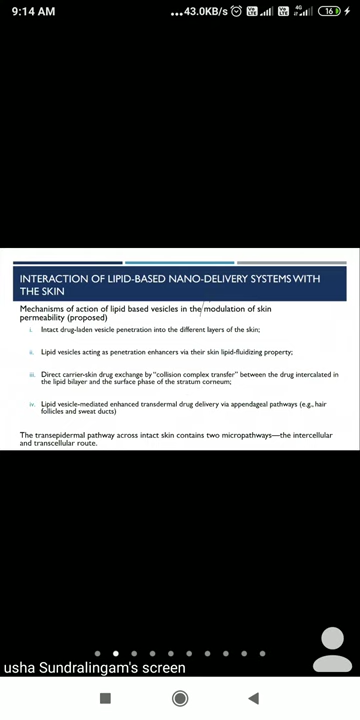 9:14 AM
...43.0KB/s
4G
16
INTERACTION OF LIPID-BASED NANO-DELIVERY SYSTEMS WITH
THE SKIN
Mechanisms of action of lipid based vesicles in the modulation of skin
permeability (proposed)
i. Intact drug-laden vesicle penetration into the different layers of the skin;
ii. Lipid vesicles acting as penetration enhancers via their skin lipid-fluidizing property;
iii. Direct carrier-skin drug exchange by "collision complex transfer" between the drug intercalated in
the lipid bilayer and the surface phase of the stratum corneum;
iv. Lipid vesicle-mediated enhanced transdermal drug delivery via appendageal pathways (e.g., hair
follicles and sweat ducts)
The transepidermal pathway across intact skin contains two micropathways—the intercellular
and transcellular route.
usha Sundralingam's screen